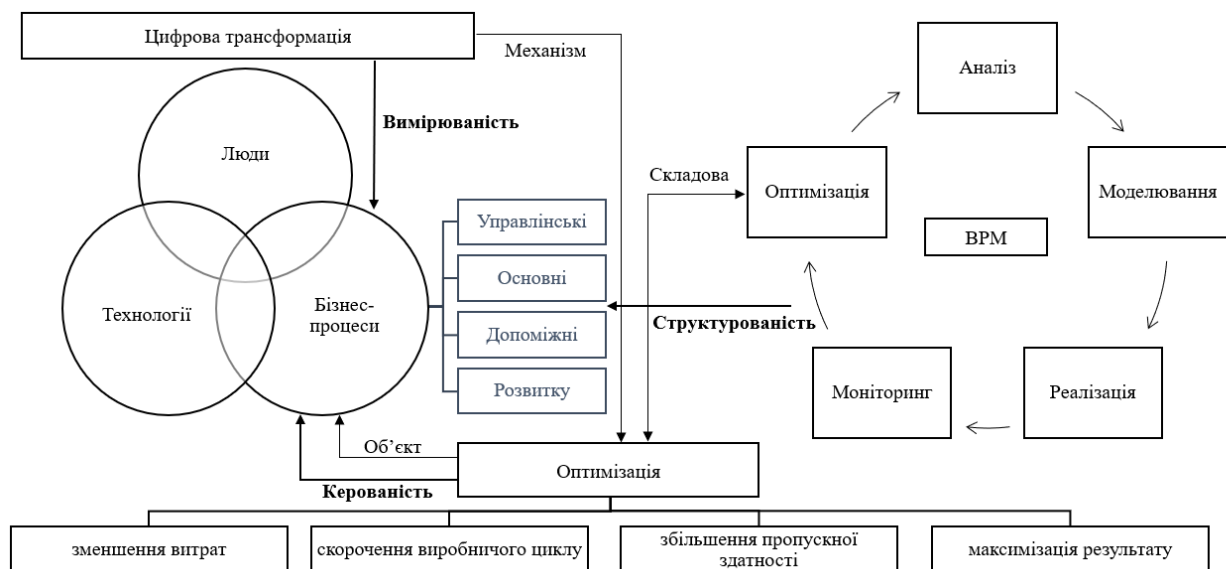 Цифрова трансформація
Механізм
Аналіз
Вимірюваність
Люди
Складова
Оптимізація
Моделювання
Управлінські
ВРМ
Основні
Технології
Бізнес-
процеси
Структурованість
Допоміжні
Розвитку
Моніторинг
Реалізація
Об’єкт
Оптимізація
Керованість
зменшення витрат
скорочення виробничого циклу
збільшення пропускної
здатності
максимізація результату